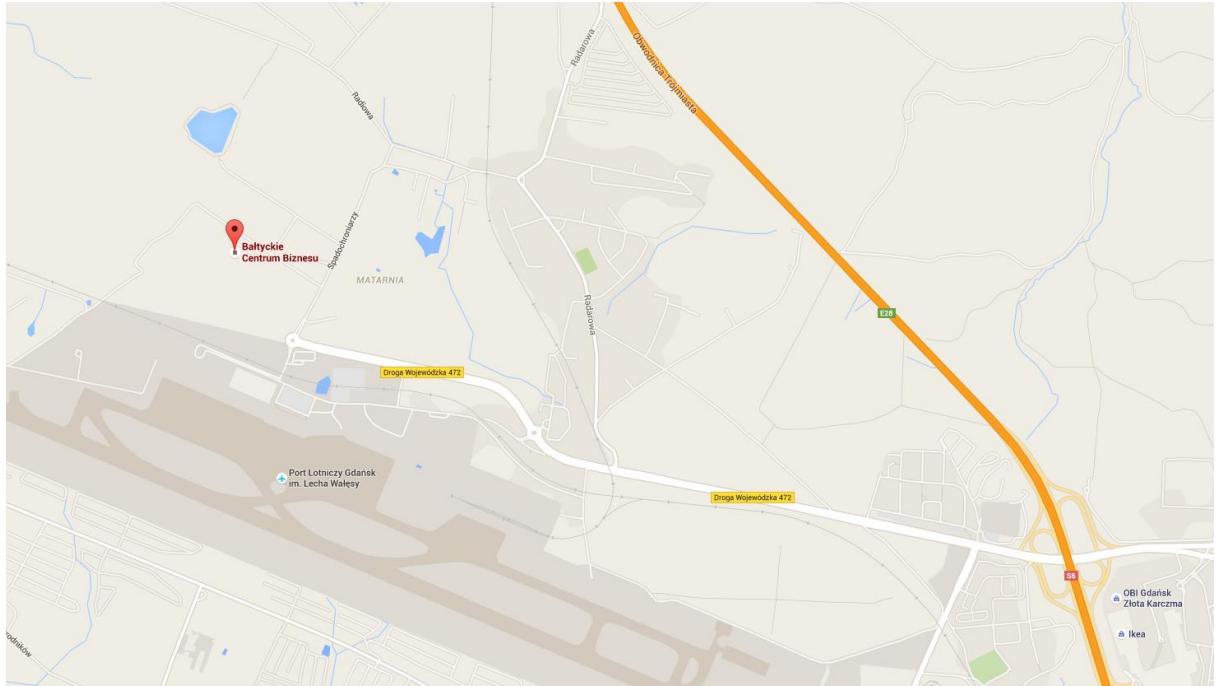 Radarowa
Obwodnica Trójmiasta
Radiowa
Spadochroniarzy
Bałtyckie
Centrum Biznesu
MATARNIA
Radarowa
E28
Droga Wojewódzka 472
Port Lotniczy Gdańsk
im. Lecha Wałęsy
Droga Wojewódzka 472
S6
OBI Gdańsk
Złota Karczma
Ikea